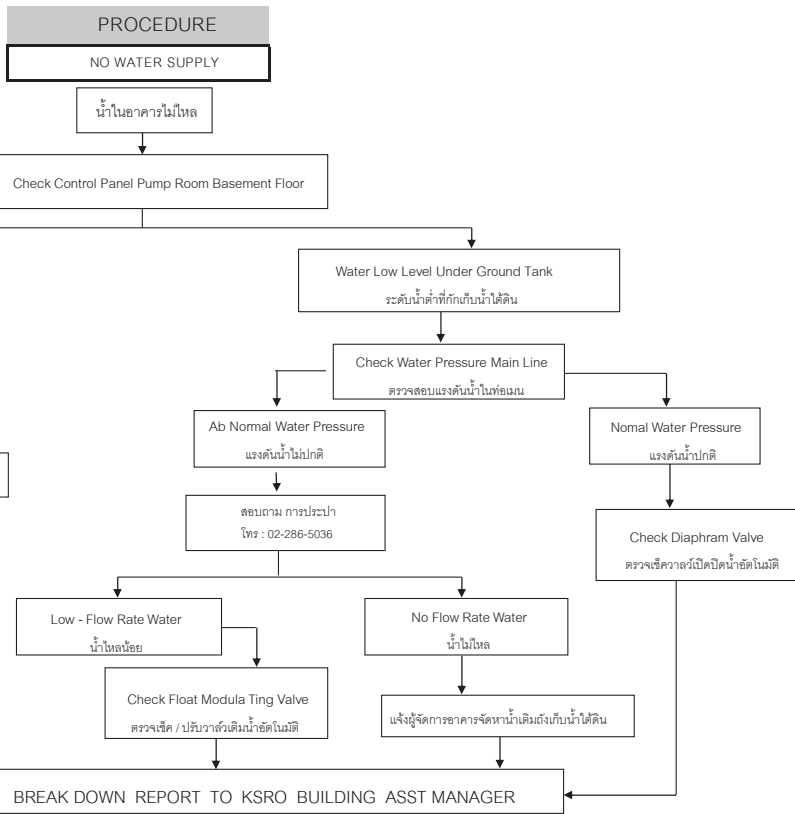 PROCEDURE
NO WATER SUPPLY
น้ำในอาคารไม่ไหล
Check Control Panel Pump Room Basement Floor
Water Low Level Under Ground Tank
ระดับน้ำต่ำที่กักเก็บน้ำใต้ดิน
Check Water Pressure Main Line
ตรวจสอบแรงดันน้ำในท่อเมน
Ab Normal Water Pressure
แรงดันน้ำไม่ปกติ
Nomal Water Pressure
แรงดันน้ำปกติ
สอบถาม การประปา
โทร : 02-286-5036
Check Diaphram Valve
ตรวจเช็ควาลว์เปิดปิดน้ำอัตโนมัติ
Low - Flow Rate Water
น้ำไหลน้อย
No Flow Rate Water
น้ำไม่ไหล
Check Float Modula Ting Valve
ตรวจเช็ค / ปรับวาล์วเติมน้ำอัตโนมัติ
แจ้งผู้จัดการอาคารจัดหาน้ำเติมถังเก็บน้ำใต้ดิน
BREAK DOWN REPORT TO KSRO BUILDING ASST MANAGER